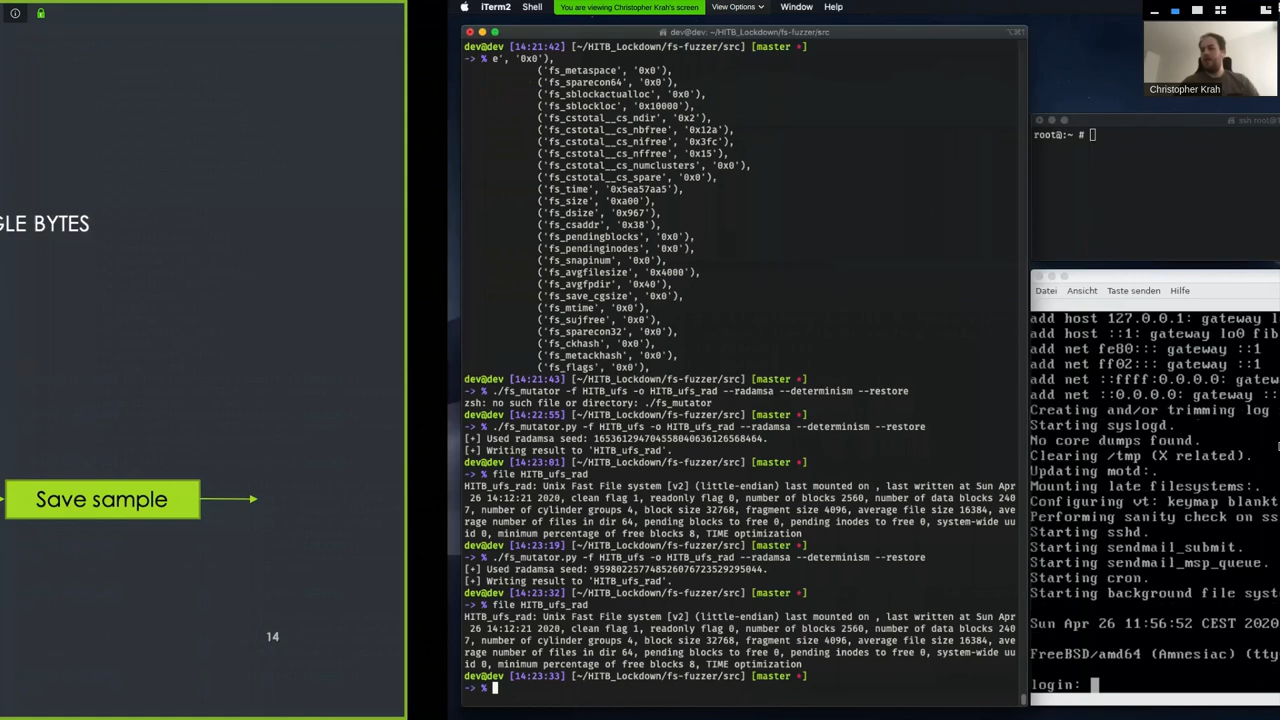 GLE BYTES
Save sample
14
iTerm2 Shell You are viewing Christopher Krah's screen View Options Window Help
dev@dev: ~/HITB_Lockdown/fs-fuzzer/src
dev@dev [14:21:42] [~/HITB_Lockdown/fs-fuzzer/src] [master *]
-> % e', '0x0'),
('fs_metaspace', '0x0'),
('fs_sparecon64', '0x0'),
('fs_sblockactualloc', '0x0'),
('fs_sblockloc', '0x10000'),
('fs_cstotal__cs_ndir', '0x2'),
('fs_cstotal__cs_nbfree', '0x12a'),
('fs_cstotal__cs_nifree', '0x3fc'),
('fs_cstotal__cs_nffree', '0x15'),
('fs_cstotal__cs_numclusters', '0x0'),
('fs_cstotal__cs_spare', '0x0'),
('fs_time', '0x5ea57aa5'),
('fs_size', '0xa00'),
('fs_dsize', '0x967'),
('fs_csaddr', '0x38'),
('fs_pendingblocks', '0x0'),
('fs_pendinginodes', '0x0'),
('fs_snapinum', '0x0'),
('fs_avgfilesize', '0x4000'),
('fs_avgfpdir', '0x40'),
('fs_save_cgsize', '0x0'),
('fs_mtime', '0x0'),
('fs_sujfree', '0x0'),
('fs_sparecon32', '0x0'),
('fs_ckhash', '0x0'),
('fs_metackhash', '0x0'),
('fs_flags', '0x0'),
dev@dev [14:21:43] [~/HITB_Lockdown/fs-fuzzer/src] [master *]
-> % ./fs_mutator -f HITB_ufs -o HITB_ufs_rad --radamsa --determinism --restore
zsh: no such file or directory: ./fs_mutator
dev@dev [14:22:55] [~/HITB_Lockdown/fs-fuzzer/src] [master *]
-> % ./fs_mutator.py -f HITB_ufs -o HITB_ufs_rad --radamsa --determinism --restore
[+] Used radamsa seed: 16536129470455804063612656846​4.
[+] Writing result to 'HITB_ufs_rad'.
dev@dev [14:23:01] [~/HITB_Lockdown/fs-fuzzer/src] [master *]
-> % file HITB_ufs_rad
HITB_ufs_rad: Unix Fast File system [v2] (little-endian) last mounted on , last written at Sun Apr
26 14:12:21 2020, clean flag 1, readonly flag 0, number of blocks 2560, number of data blocks 240
7, number of cylinder groups 4, block size 32768, fragment size 4096, average file size 16384, ave
rage number of files in dir 64, pending blocks to free 0, pending inodes to free 0, system-wide uu
id 0, minimum percentage of free blocks 8, TIME optimization
dev@dev [14:23:19] [~/HITB_Lockdown/fs-fuzzer/src] [master *]
-> % ./fs_mutator.py -f HITB_ufs -o HITB_ufs_rad --radamsa --determinism --restore
[+] Used radamsa seed: 95980225774852607672352929504​4.
[+] Writing result to 'HITB_ufs_rad'.
dev@dev [14:23:32] [~/HITB_Lockdown/fs-fuzzer/src] [master *]
-> % file HITB_ufs_rad
HITB_ufs_rad: Unix Fast File system [v2] (little-endian) last mounted on , last written at Sun Apr
26 14:12:21 2020, clean flag 1, readonly flag 0, number of blocks 2560, number of data blocks 240
7, number of cylinder groups 4, block size 32768, fragment size 4096, average file size 16384, ave
rage number of files in dir 64, pending blocks to free 0, pending inodes to free 0, system-wide uu
id 0, minimum percentage of free blocks 8, TIME optimization
dev@dev [14:23:33] [~/HITB_Lockdown/fs-fuzzer/src] [master *]
-> %
Christopher Krah
ssh root@1
root@:~ #
Datei Ansicht Taste senden Hilfe
add host 127.0.0.1: gateway lo
add host ::1: gateway lo0 fib
add net fe80::: gateway ::1
add net ff02::: gateway ::1
add net ::ffff:0.0.0.0: gatewa
add net ::0.0.0.0: gateway ::
Creating and/or trimming log
Starting syslogd.
No core dumps found.
Clearing /tmp (X related).
Updating motd:.
Mounting late filesystems:.
Configuring vt: keymap blankt
Performing sanity check on ss
Starting sshd.
Starting sendmail_submit.
Starting sendmail_msp_queue.
Starting cron.
Starting background file syst
Sun Apr 26 11:56:52 CEST 2020
FreeBSD/amd64 (Amnesiac) (tty
login: